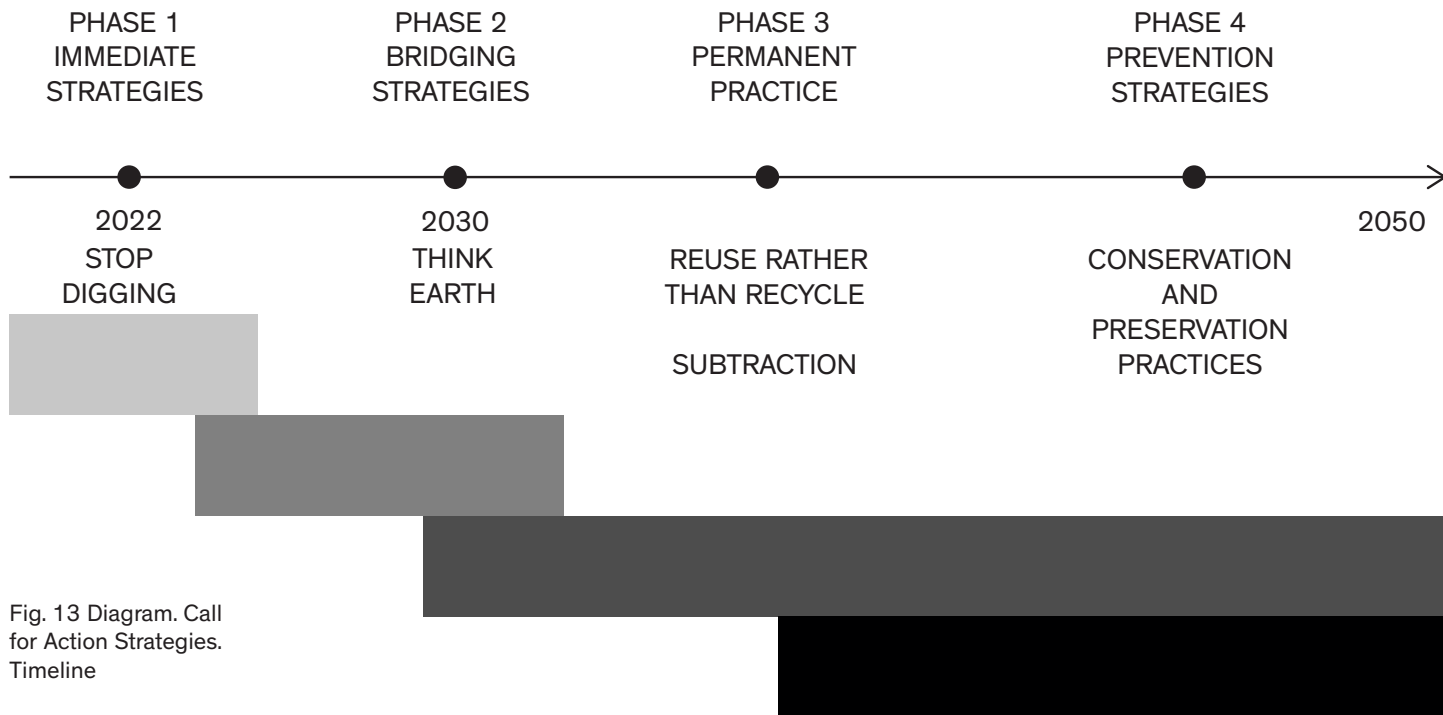 PHASE 1
IMMEDIATE
STRATEGIES
PHASE 2
BRIDGING
STRATEGIES
PHASE 3
PERMANENT
PRACTICE
PHASE 4
PREVENTION
STRATEGIES
2022
STOP
DIGGING
2030
THINK
EARTH
REUSE RATHER
THAN RECYCLE
SUBTRACTION
2050
CONSERVATION
AND
PRESERVATION
PRACTICES
Fig. 13 Diagram. Call
for Action Strategies.
Timeline